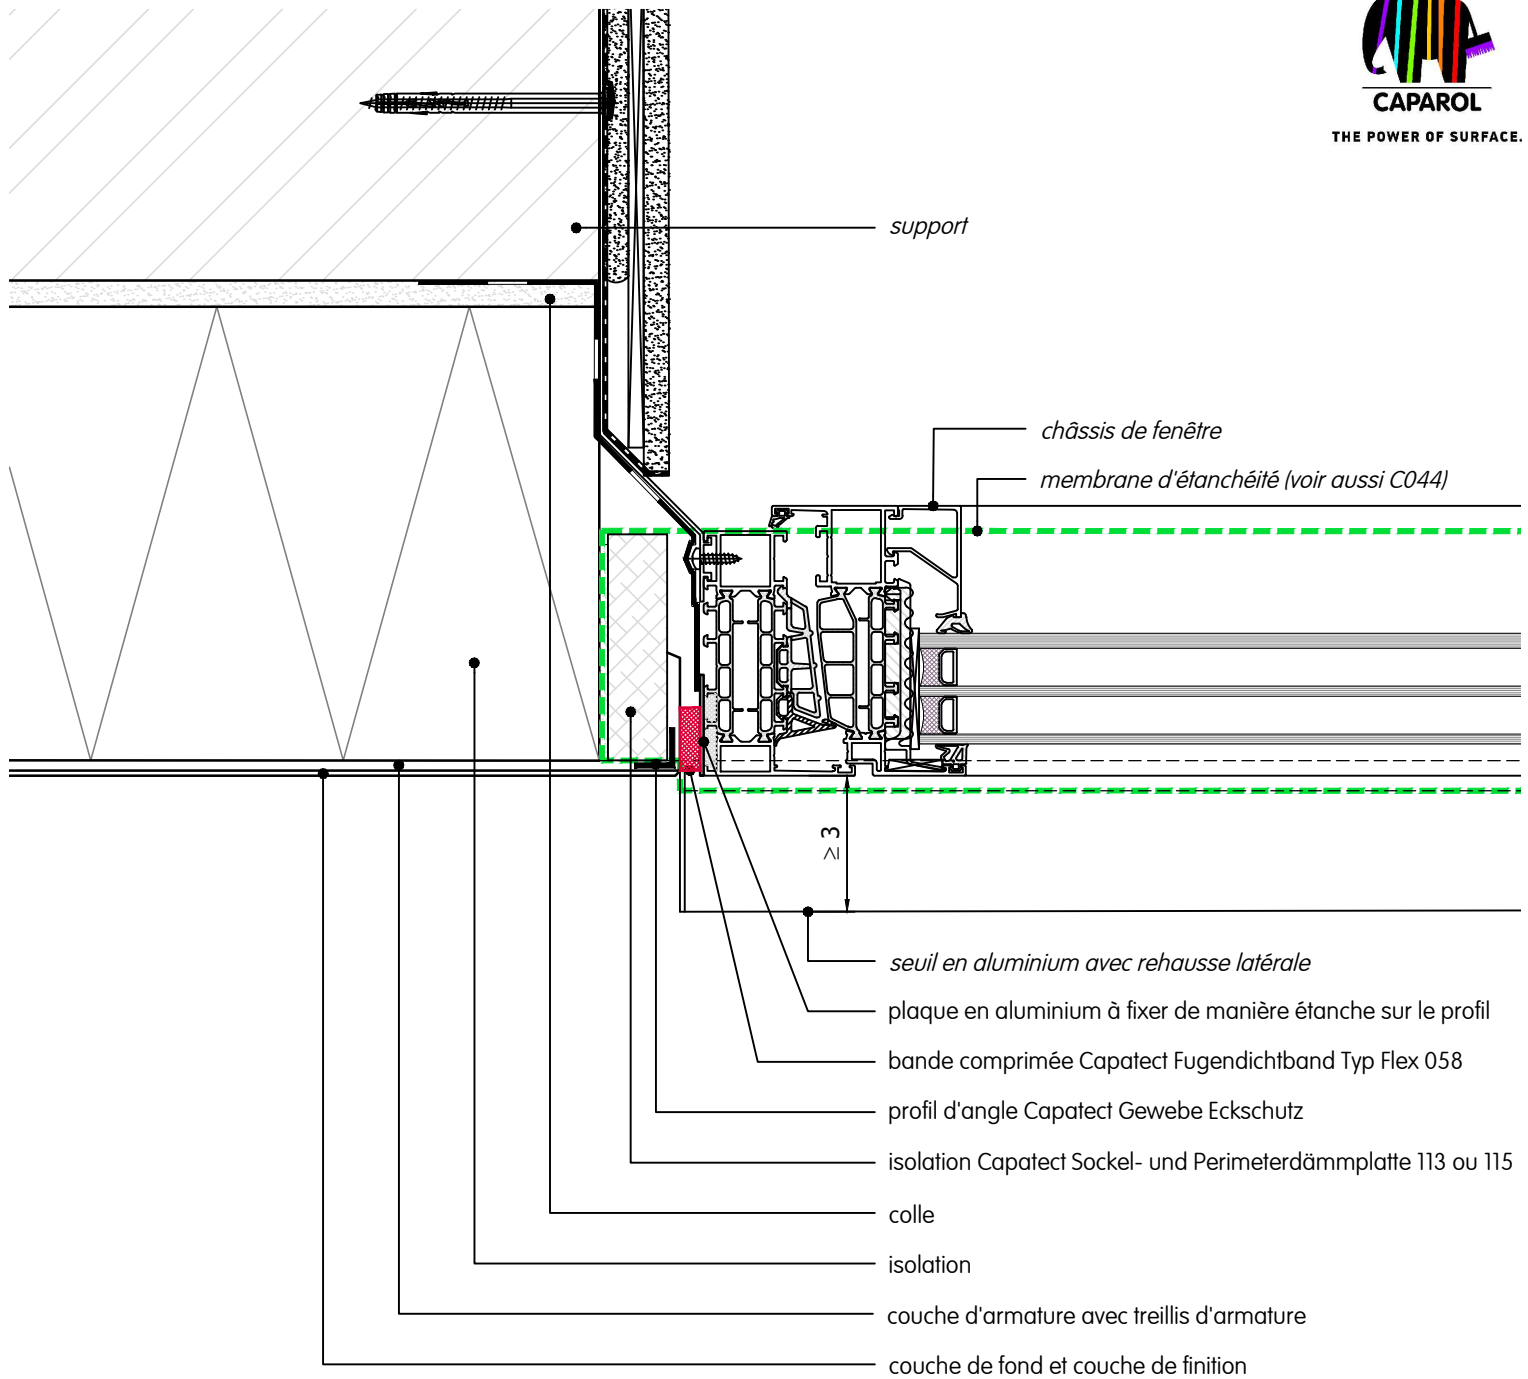 CAPAROL
THE POWER OF SURFACE.
support
châssis de fenêtre
membrane d'étanchéité (voir aussi C044)
≥ 3
seuil en aluminium avec rehausse latérale
plaque en aluminium à fixer de manière étanche sur le profil
bande comprimée Capatect Fugendichtband Typ Flex 058
profil d'angle Capatect Gewebe Eckschutz
isolation Capatect Sockel- und Perimeterdämmplatte 113 ou 115
colle
isolation
couche d'armature avec treillis d'armature
couche de fond et couche de finition